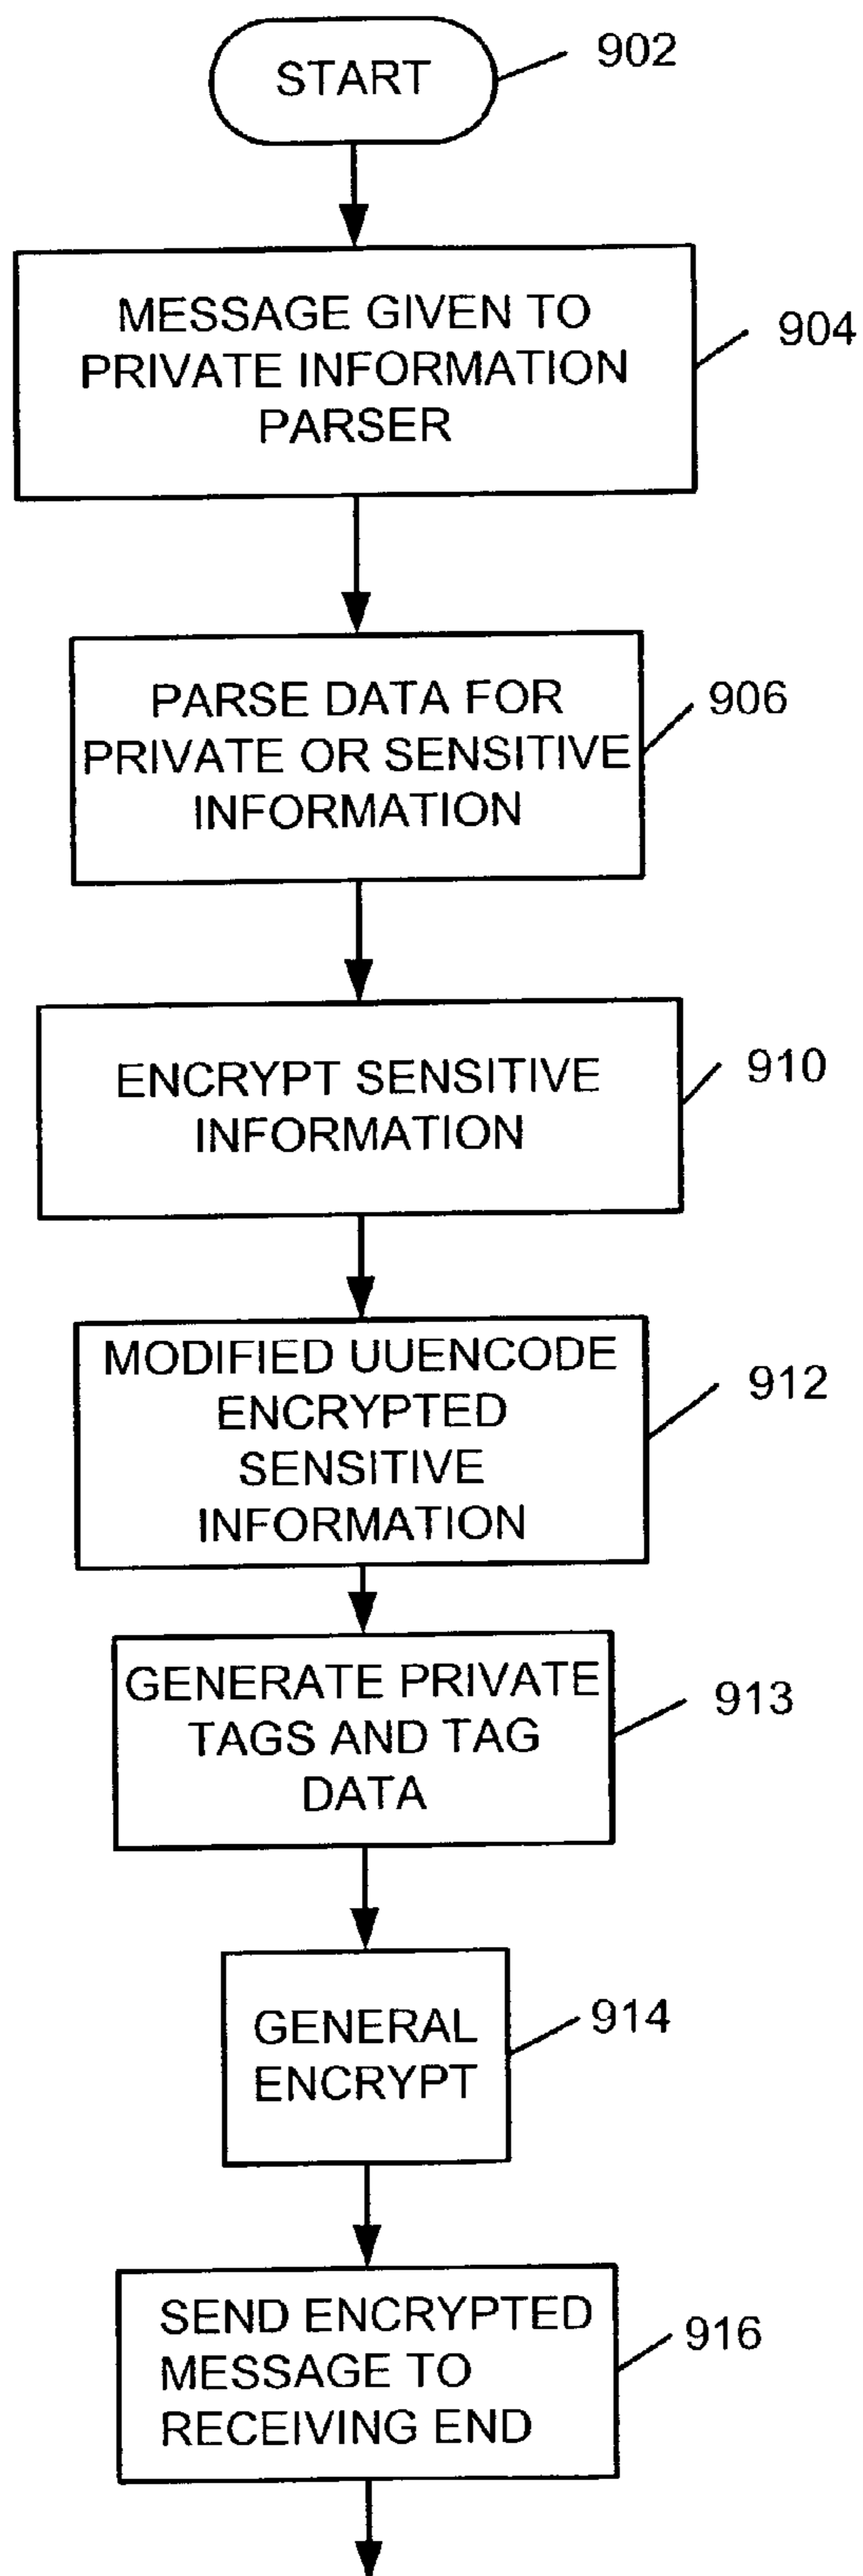 START
902
MESSAGE GIVEN TO
PRIVATE INFORMATION
PARSER
904
PARSE DATA FOR
PRIVATE OR SENSITIVE
INFORMATION
906
ENCRYPT SENSITIVE
INFORMATION
910
MODIFIED UUENCODE
ENCRYPTED
SENSITIVE
INFORMATION
912
GENERATE PRIVATE
TAGS AND TAG
DATA
913
GENERAL
ENCRYPT
914
SEND ENCRYPTED
MESSAGE TO
RECEIVING END
916